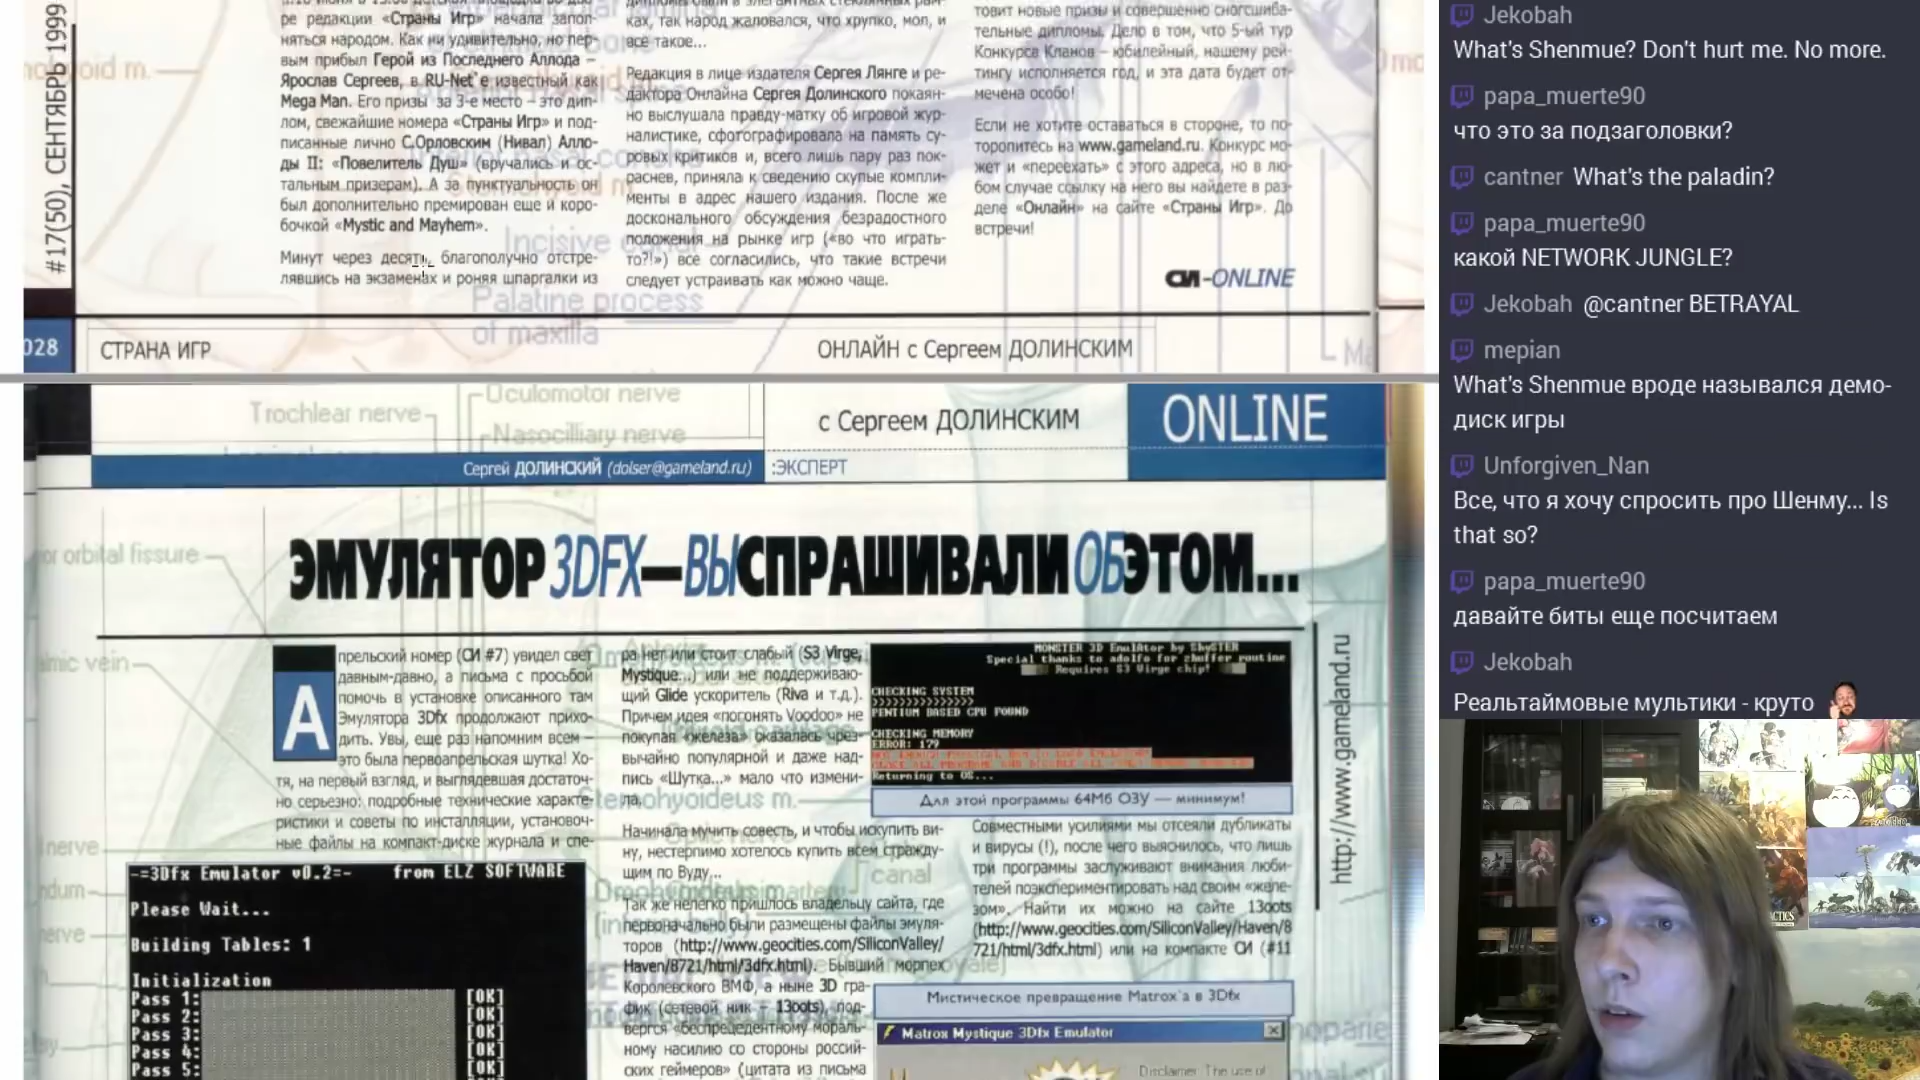 ре редакции «Страны Игр» начала запол-
няться народом. Как ни удивительно, но пер-
вым прибыл Герой из Последнего Аллода –
Ярослав Сергеев, в RU-Net`е известный как
Mega Man. Его призы за 3-е место – это дип-
лом, свежайшие номера «Страны Игр» и под-
писанные лично С.Орловским (Нивал) Алло-
ды II: «Повелитель Душ» (вручались и ос-
тальным призерам). А за пунктуальность он
был дополнительно премирован еще и коро-
бочкой «Mystic and Mayhem».
Минут через десять, благополучно отстре-
лявшись на экзаменах и роняя шпаргалки из
ках, так народ жаловался, что хрупко, мол, и
всё такое...
Редакция в лице издателя Сергея Лянге и ре-
дактора Онлайна Сергея Долинского покаян-
но выслушала правду-матку об игровой жур-
налистике, сфотографировала на память су-
ровых критиков и, всего лишь пару раз пок-
раснев, приняла к сведению скупые компли-
менты в адрес нашего издания. После же
досконального обсуждения безрадостного
положения на рынке игр («во что играть-
то?!») все согласились, что такие встречи
следует устраивать как можно чаще.
товит новые призы и совершенно сногсшиба-
тельные дипломы. Дело в том, что 5-ый тур
Конкурса Кланов – юбилейный, нашему рей-
тингу исполняется год, и эта дата будет от-
мечена особо!
Если не хотите оставаться в стороне, то по-
торопитесь на www.gameland.ru. Конкурс мо-
жет и «переехать» с этого адреса, но в лю-
бом случае ссылку на него вы найдете в раз-
деле «Онлайн» на сайте «Страны Игр». До
встречи!
СИ-ONLINE
#17(50), СЕНТЯБРЬ 1999
Incisive canal
Palatine process
of maxilla
028
СТРАНА ИГР
ОНЛАЙН с Сергеем ДОЛИНСКИМ
Trochlear nerve
Oculomotor nerve
Nasociliary nerve
с Сергеем ДОЛИНСКИМ
ONLINE
Сергей ДОЛИНСКИЙ (dolser@gameland.ru)
:ЭКСПЕРТ
or orbital fissure
ЭМУЛЯТОР 3DFX—ВЫ СПРАШИВАЛИ ОБ ЭТОМ...
Апрельский номер (СИ #7) увидел свет
давным-давно, а письма с просьбой
помочь в установке описанного там
Эмулятора 3Dfx продолжают прихо-
дить. Увы, еще раз напомним всем –
это была первоапрельская шутка! Хо-
тя, на первый взгляд, и выглядевшая достаточ-
но серьезно: подробные технические характе-
ристики и советы по инсталляции, установоч-
ные файлы на компакт-диске журнала и спе-
-=3Dfx Emulator v0.2=- from ELZ SOFTWARE
Please Wait...
Building Tables: 1
Initialization
Pass 1: [OK]
Pass 2: [OK]
Pass 3: [OK]
Pass 4: [OK]
Pass 5: [OK]
ра нет или стоит слабый (S3 Virge,
Mystique...) или не поддерживаю-
щий Glide ускоритель (Riva и т.д.).
Причем идея «погонять Voodoo» не
покупая «железа» оказалась чрез-
вычайно популярной и даже над-
пись «Шутка...» мало что измени-
ла.
Начинала мучить совесть, и чтобы искупить ви-
ну, нестерпимо хотелось купить всем стражду-
щим по Вуду...
Так же нелегко пришлось владельцу сайта, где
первоначально были размещены файлы эмуля-
торов (http://www.geocities.com/SiliconValley/
Haven/8721/html/3dfx.html). Бывший морпех
Королевского ВМФ, а ныне 3D гра-
фик (сетевой ник – 13oots), под-
вергся «беспрецедентному мораль-
ному насилию со стороны россий-
ских геймеров» (цитата из письма
MONSTER 3D EmulAtor by ShySTER
Special thanks to adolfo for zbuffer routine
Requires S3 Virge chip!
CHECKING SYSTEM
>>>>>>>>>>>>>>>
PENTIUM BASED CPU FOUND
CHECKING MEMORY
ERROR: 179
Returning to OS...
Для этой программы 64Мб ОЗУ — минимум!
Совместными усилиями мы отсеяли дубликаты
и вирусы (!), после чего выяснилось, что лишь
три программы заслуживают внимания люби-
телей поэкспериментировать над своим «желе-
зом». Найти их можно на сайте 13oots
(http://www.geocities.com/SiliconValley/Haven/8
721/html/3dfx.html) или на компакте СИ (#11
Мистическое превращение Matrox`а в 3Dfx
Matrox Mystique 3Dfx Emulator
Disclaimer: The use of
http://www.gameland.ru
Jekobah
What's Shenmue? Don't hurt me. No more.
papa_muerte90
что это за подзаголовки?
cantner What's the paladin?
papa_muerte90
какой NETWORK JUNGLE?
Jekobah @cantner BETRAYAL
mepian
What's Shenmue вроде назывался демо-
диск игры
Unforgiven_Nan
Все, что я хочу спросить про Шенму... Is
that so?
papa_muerte90
давайте биты еще посчитаем
Jekobah
Реальтаймовые мультики - круто